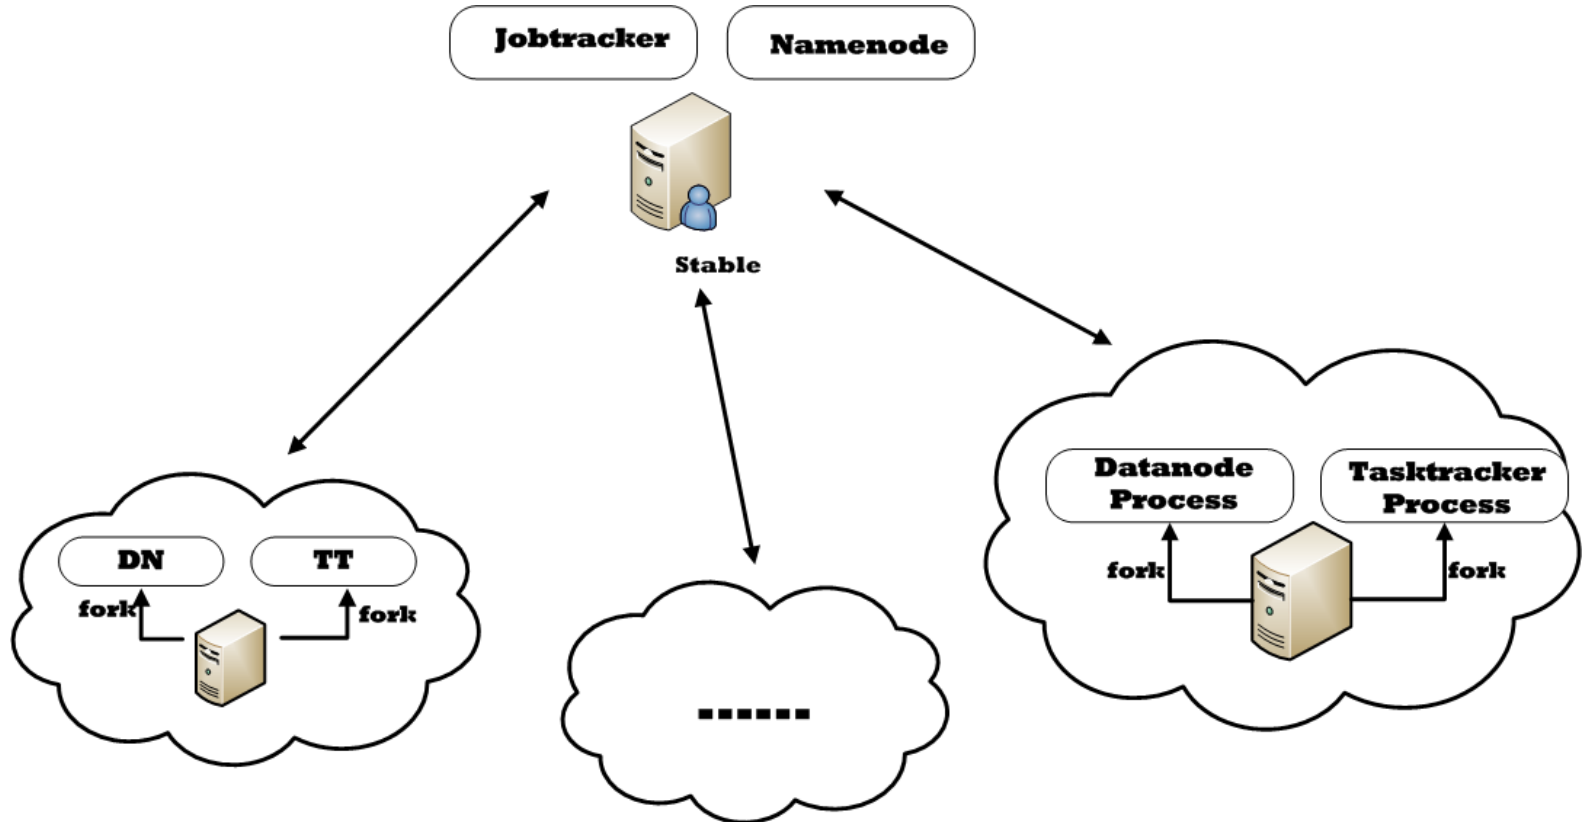 Jobtracker
Namenode
Stable
Datanode
Process
Tasktracker
Process
fork
fork
DN
TT
fork
fork
------